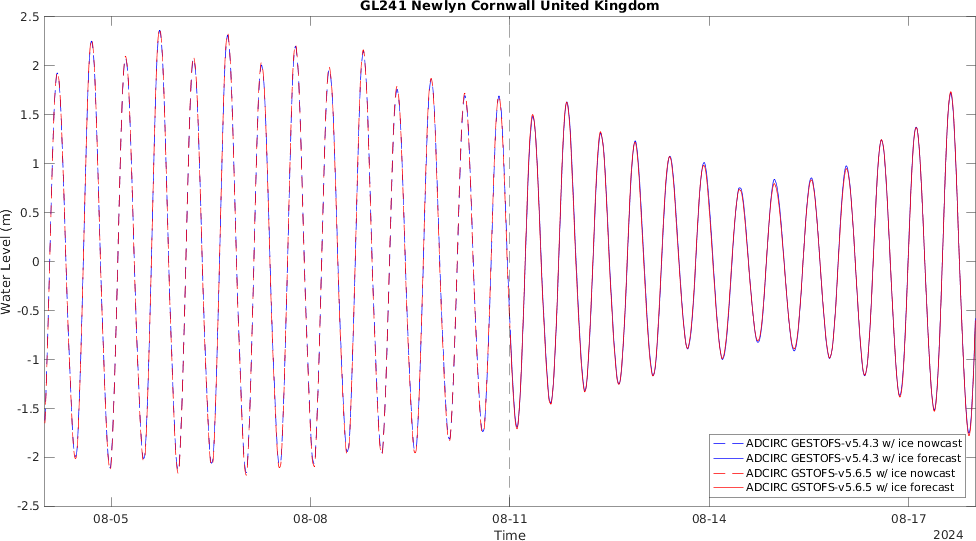 GL241 Newlyn Cornwall United Kingdom
2.5
2
1.5
1
0.5
0
-0.5
-1
-1.5
-2
-2.5
Water Level (m)
ADCIRC GESTOFS-v5.4.3 w/ ice nowcast
ADCIRC GESTOFS-v5.4.3 w/ ice forecast
ADCIRC GSTOFS-v5.6.5 w/ ice nowcast
ADCIRC GSTOFS-v5.6.5 w/ ice forecast
08-05 08-08 08-11 08-14 08-17
Time
2024